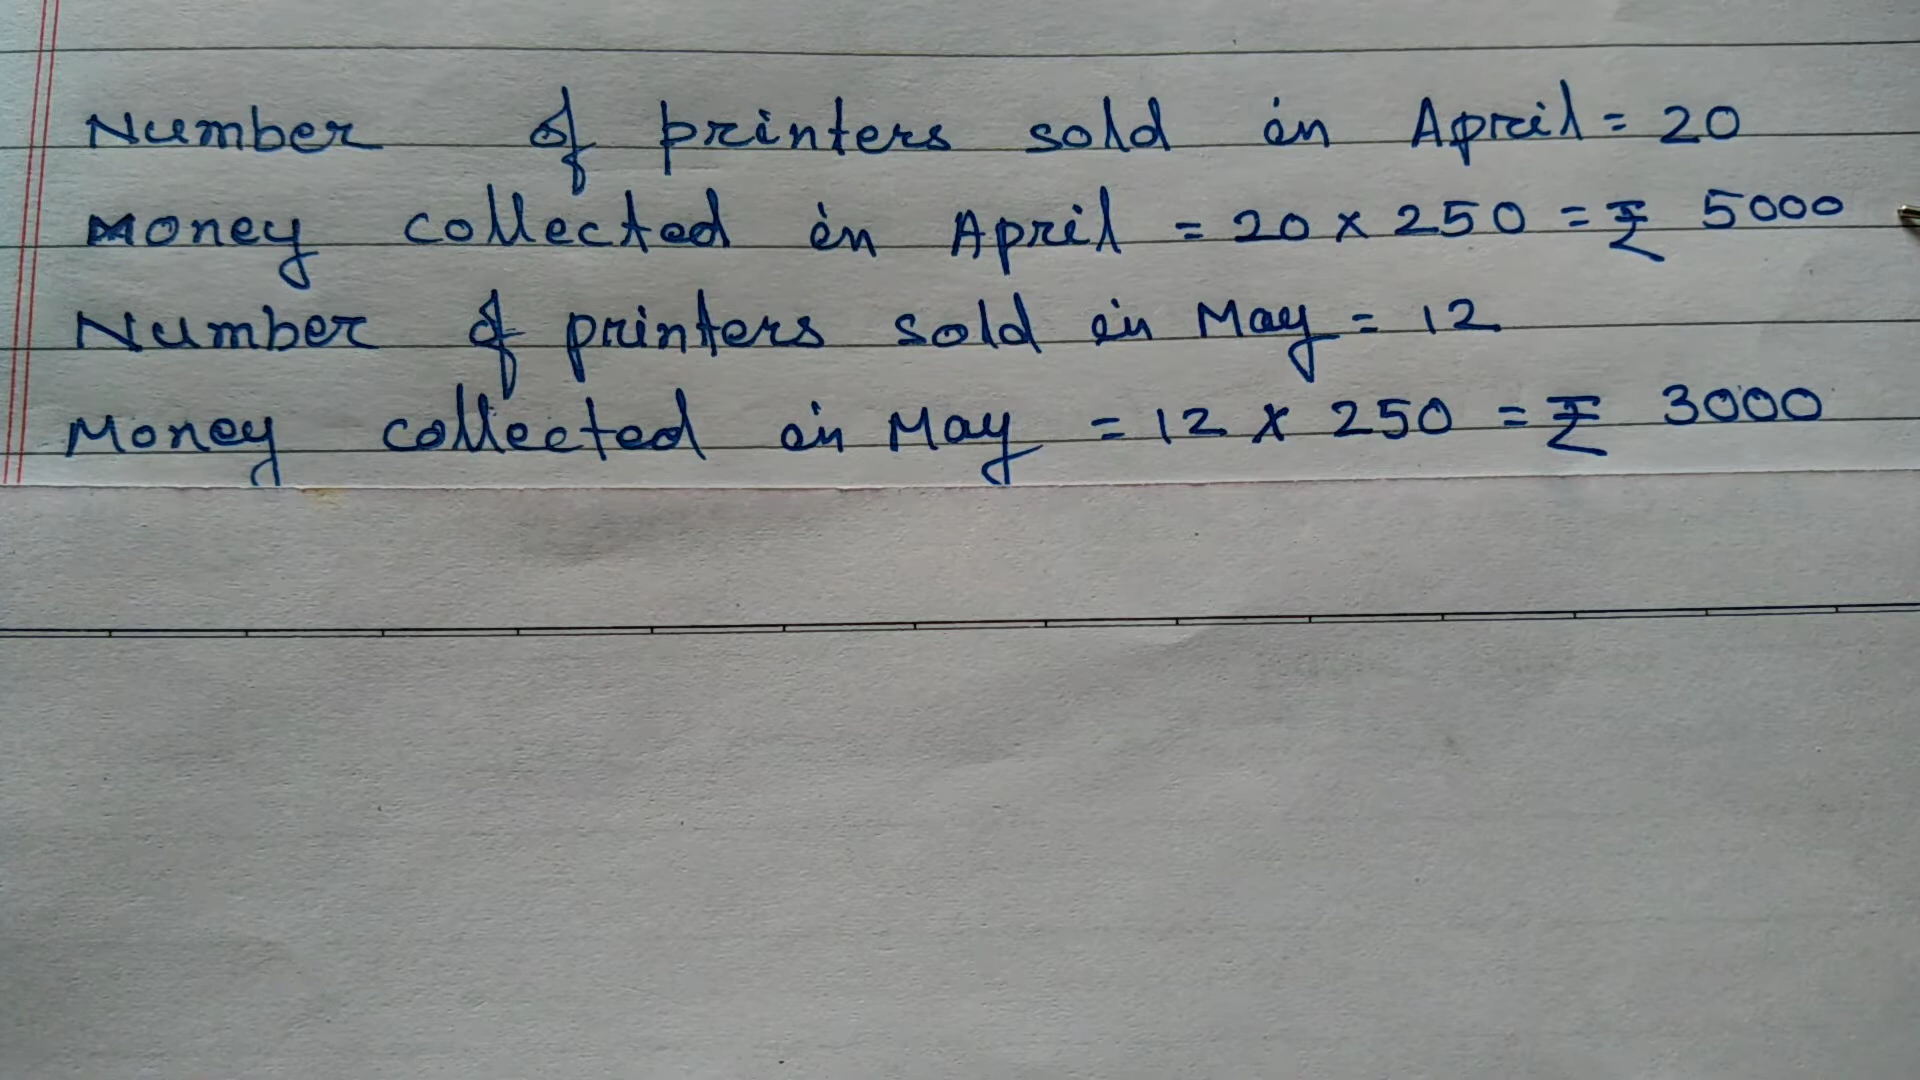 Number of printers sold in April = 20
Money collected in April = 20 x 250 = ₹ 5000
Number of printers sold in May = 12
Money collected in May = 12 x 250 = ₹ 3000